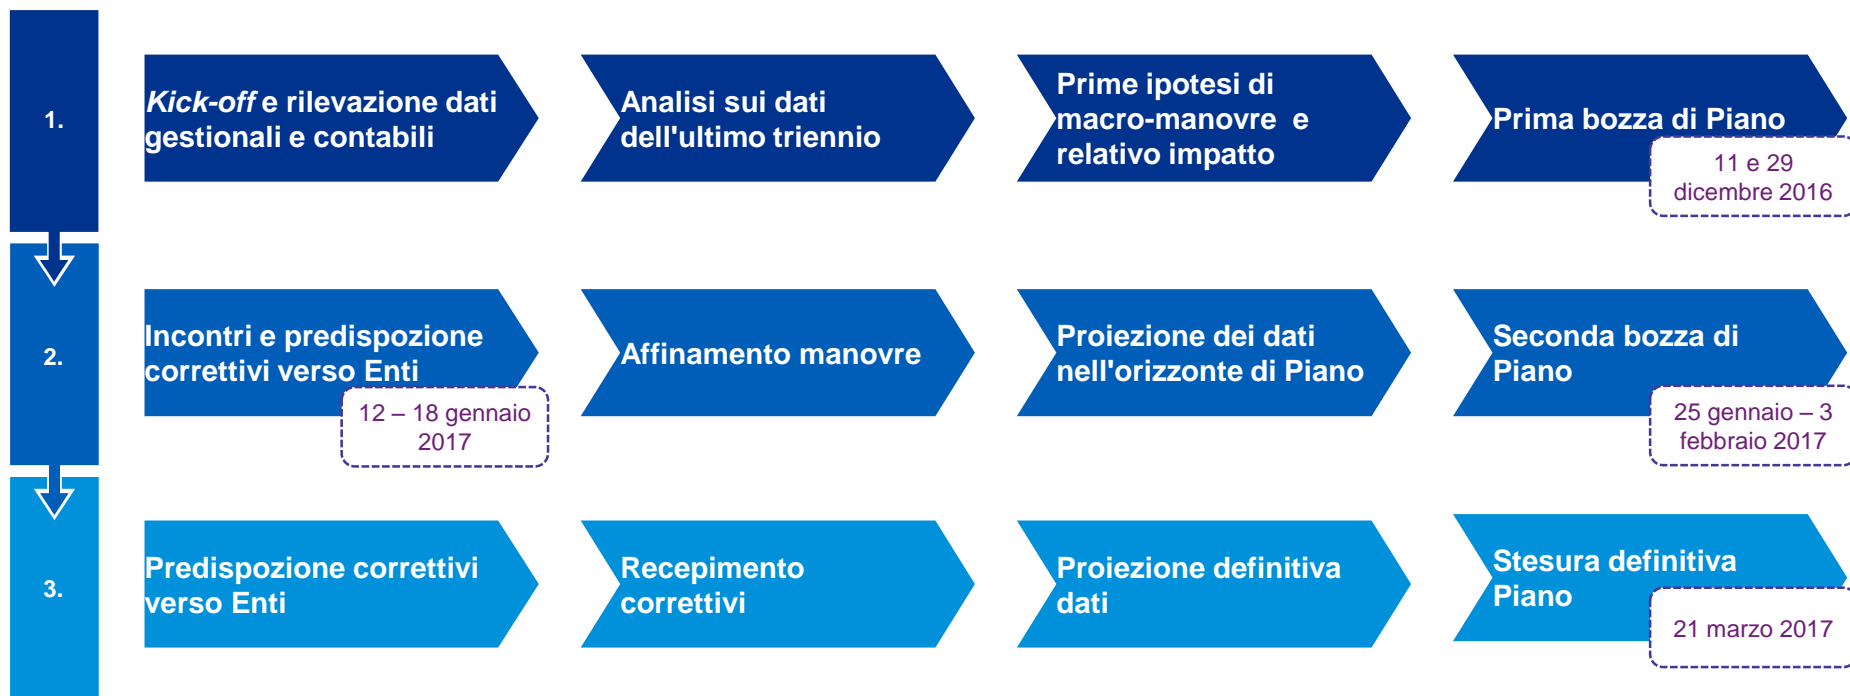 1.
Kick-off e rilevazione dati
gestionali e contabili
Analisi sui dati
dell'ultimo triennio
Prime ipotesi di
macro-manovre e
relativo impatto
Prima bozza di Piano
11 e 29
dicembre 2016
2.
Incontri e predispozione
correttivi verso Enti
12 – 18 gennaio
2017
Affinamento manovre
Proiezione dei dati
nell'orizzonte di Piano
Seconda bozza di
Piano
25 gennaio – 3
febbraio 2017
3.
Predispozione correttivi
verso Enti
Recepimento
correttivi
Proiezione definitiva
dati
Stesura definitiva
Piano
21 marzo 2017